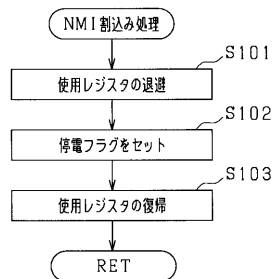 NMI割込み処理
S101
使用レジスタの退避
S102
停電フラグをセット
S103
使用レジスタの復帰
RET